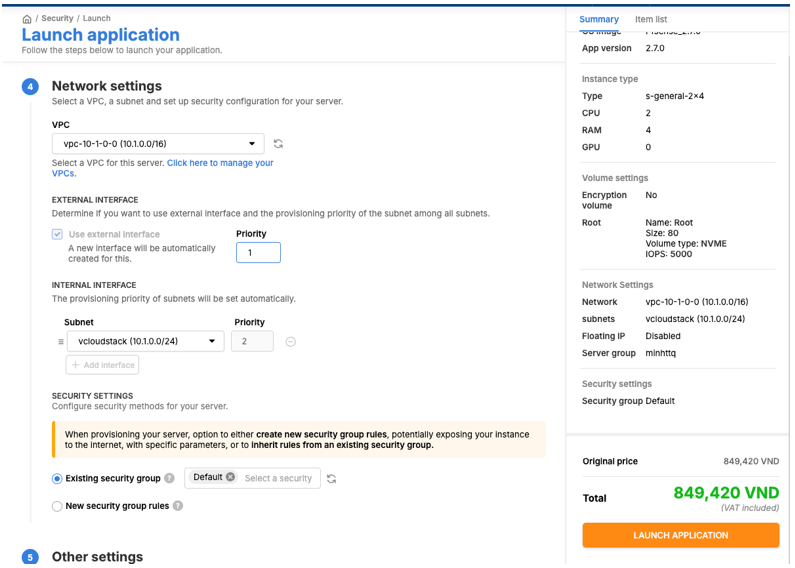 / Security / Launch
Launch application
Follow the steps below to launch your application.
4 Network settings
Select a VPC, a subnet and set up security configuration for your server.
VPC
vpc-10-1-0-0 (10.1.0.0/16)
Select a VPC for this server. Click here to manage your
VPCs.
EXTERNAL INTERFACE
Determine if you want to use external interface and the provisioning priority of the subnet among all subnets.
Use external interface
A new interface will be automatically
created for this.
Priority
1
INTERNAL INTERFACE
The provisioning priority of subnets will be set automatically.
Subnet Priority
vcloudstack (10.1.0.0/24) 2
+ Add interface
SECURITY SETTINGS
Configure security methods for your server.
When provisioning your server, option to either create new security group rules, potentially exposing your instance
to the internet, with specific parameters, or to inherit rules from an existing security group.
Existing security group ? Default Select a security
New security group rules ?
5 Other settings
Summary Item list
App version 2.7.0
Instance type
Type s-general-2x4
CPU 2
RAM 4
GPU 0
Volume settings
Encryption No
volume
Root Name: Root
Size: 80
Volume type: NVME
IOPS: 5000
Network Settings
Network vpc-10-1-0-0 (10.1.0.0/16)
subnets vcloudstack (10.1.0.0/24)
Floating IP Disabled
Server group minhttq
Security settings
Security group Default
Original price 849,420 VND
Total 849,420 VND
(VAT included)
LAUNCH APPLICATION